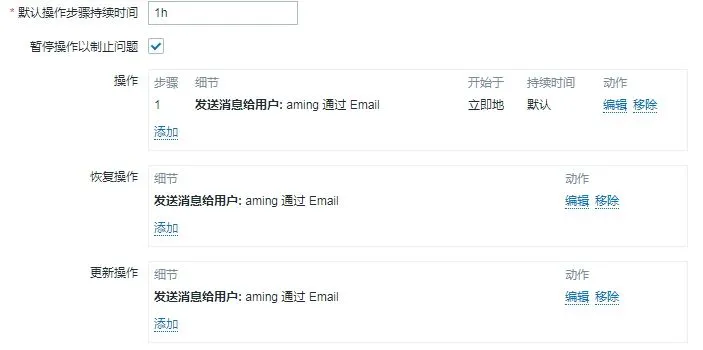 * 默认操作步骤持续时间 1h
暂停操作以制止问题
操作 步骤 细节 开始于 持续时间 动作
1 发送消息给用户: aming 通过 Email 立即地 默认 编辑 移除
添加
恢复操作 细节 动作
发送消息给用户: aming 通过 Email 编辑 移除
添加
更新操作 细节 动作
发送消息给用户: aming 通过 Email 编辑 移除
添加